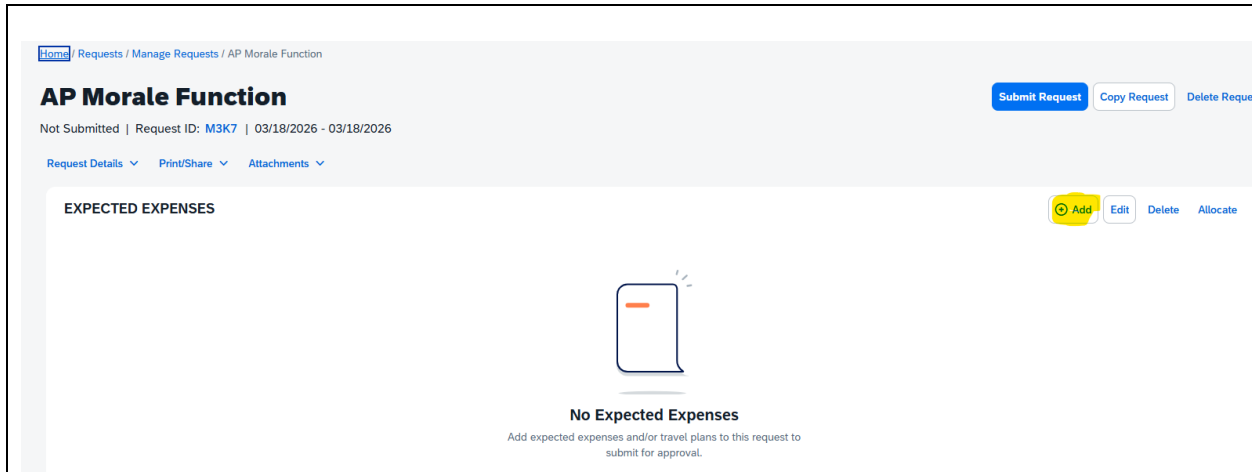 Home / Requests / Manage Requests / AP Morale Function
AP Morale Function
Submit Request Copy Request Delete
Not Submitted | Request ID: M3K7 | 03/18/2026 - 03/18/2026
Request Details Print/Share Attachments
EXPECTED EXPENSES
Add Edit Delete Allocate
No Expected Expenses
Add expected expenses and/or travel plans to this request to
submit for approval.